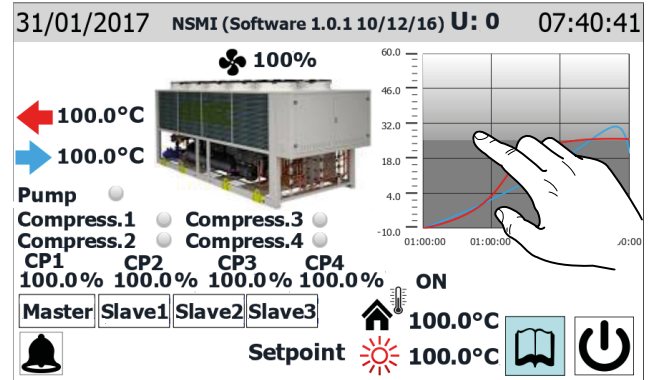 31/01/2017 NSMI (Software 1.0.1 10/12/16) U: 0 07:40:41
100%
60.0
46.0
32.0
18.0
4.0
-10.0
01:00:00 01:00:00
100.0°C
100.0°C
Pump
Compress.1 Compress.3
Compress.2 Compress.4
CP1 CP2 CP3 CP4
100.0% 100.0% 100.0% 100.0%
ON
Master Slave1 Slave2 Slave3
100.0°C
Setpoint 100.0°C